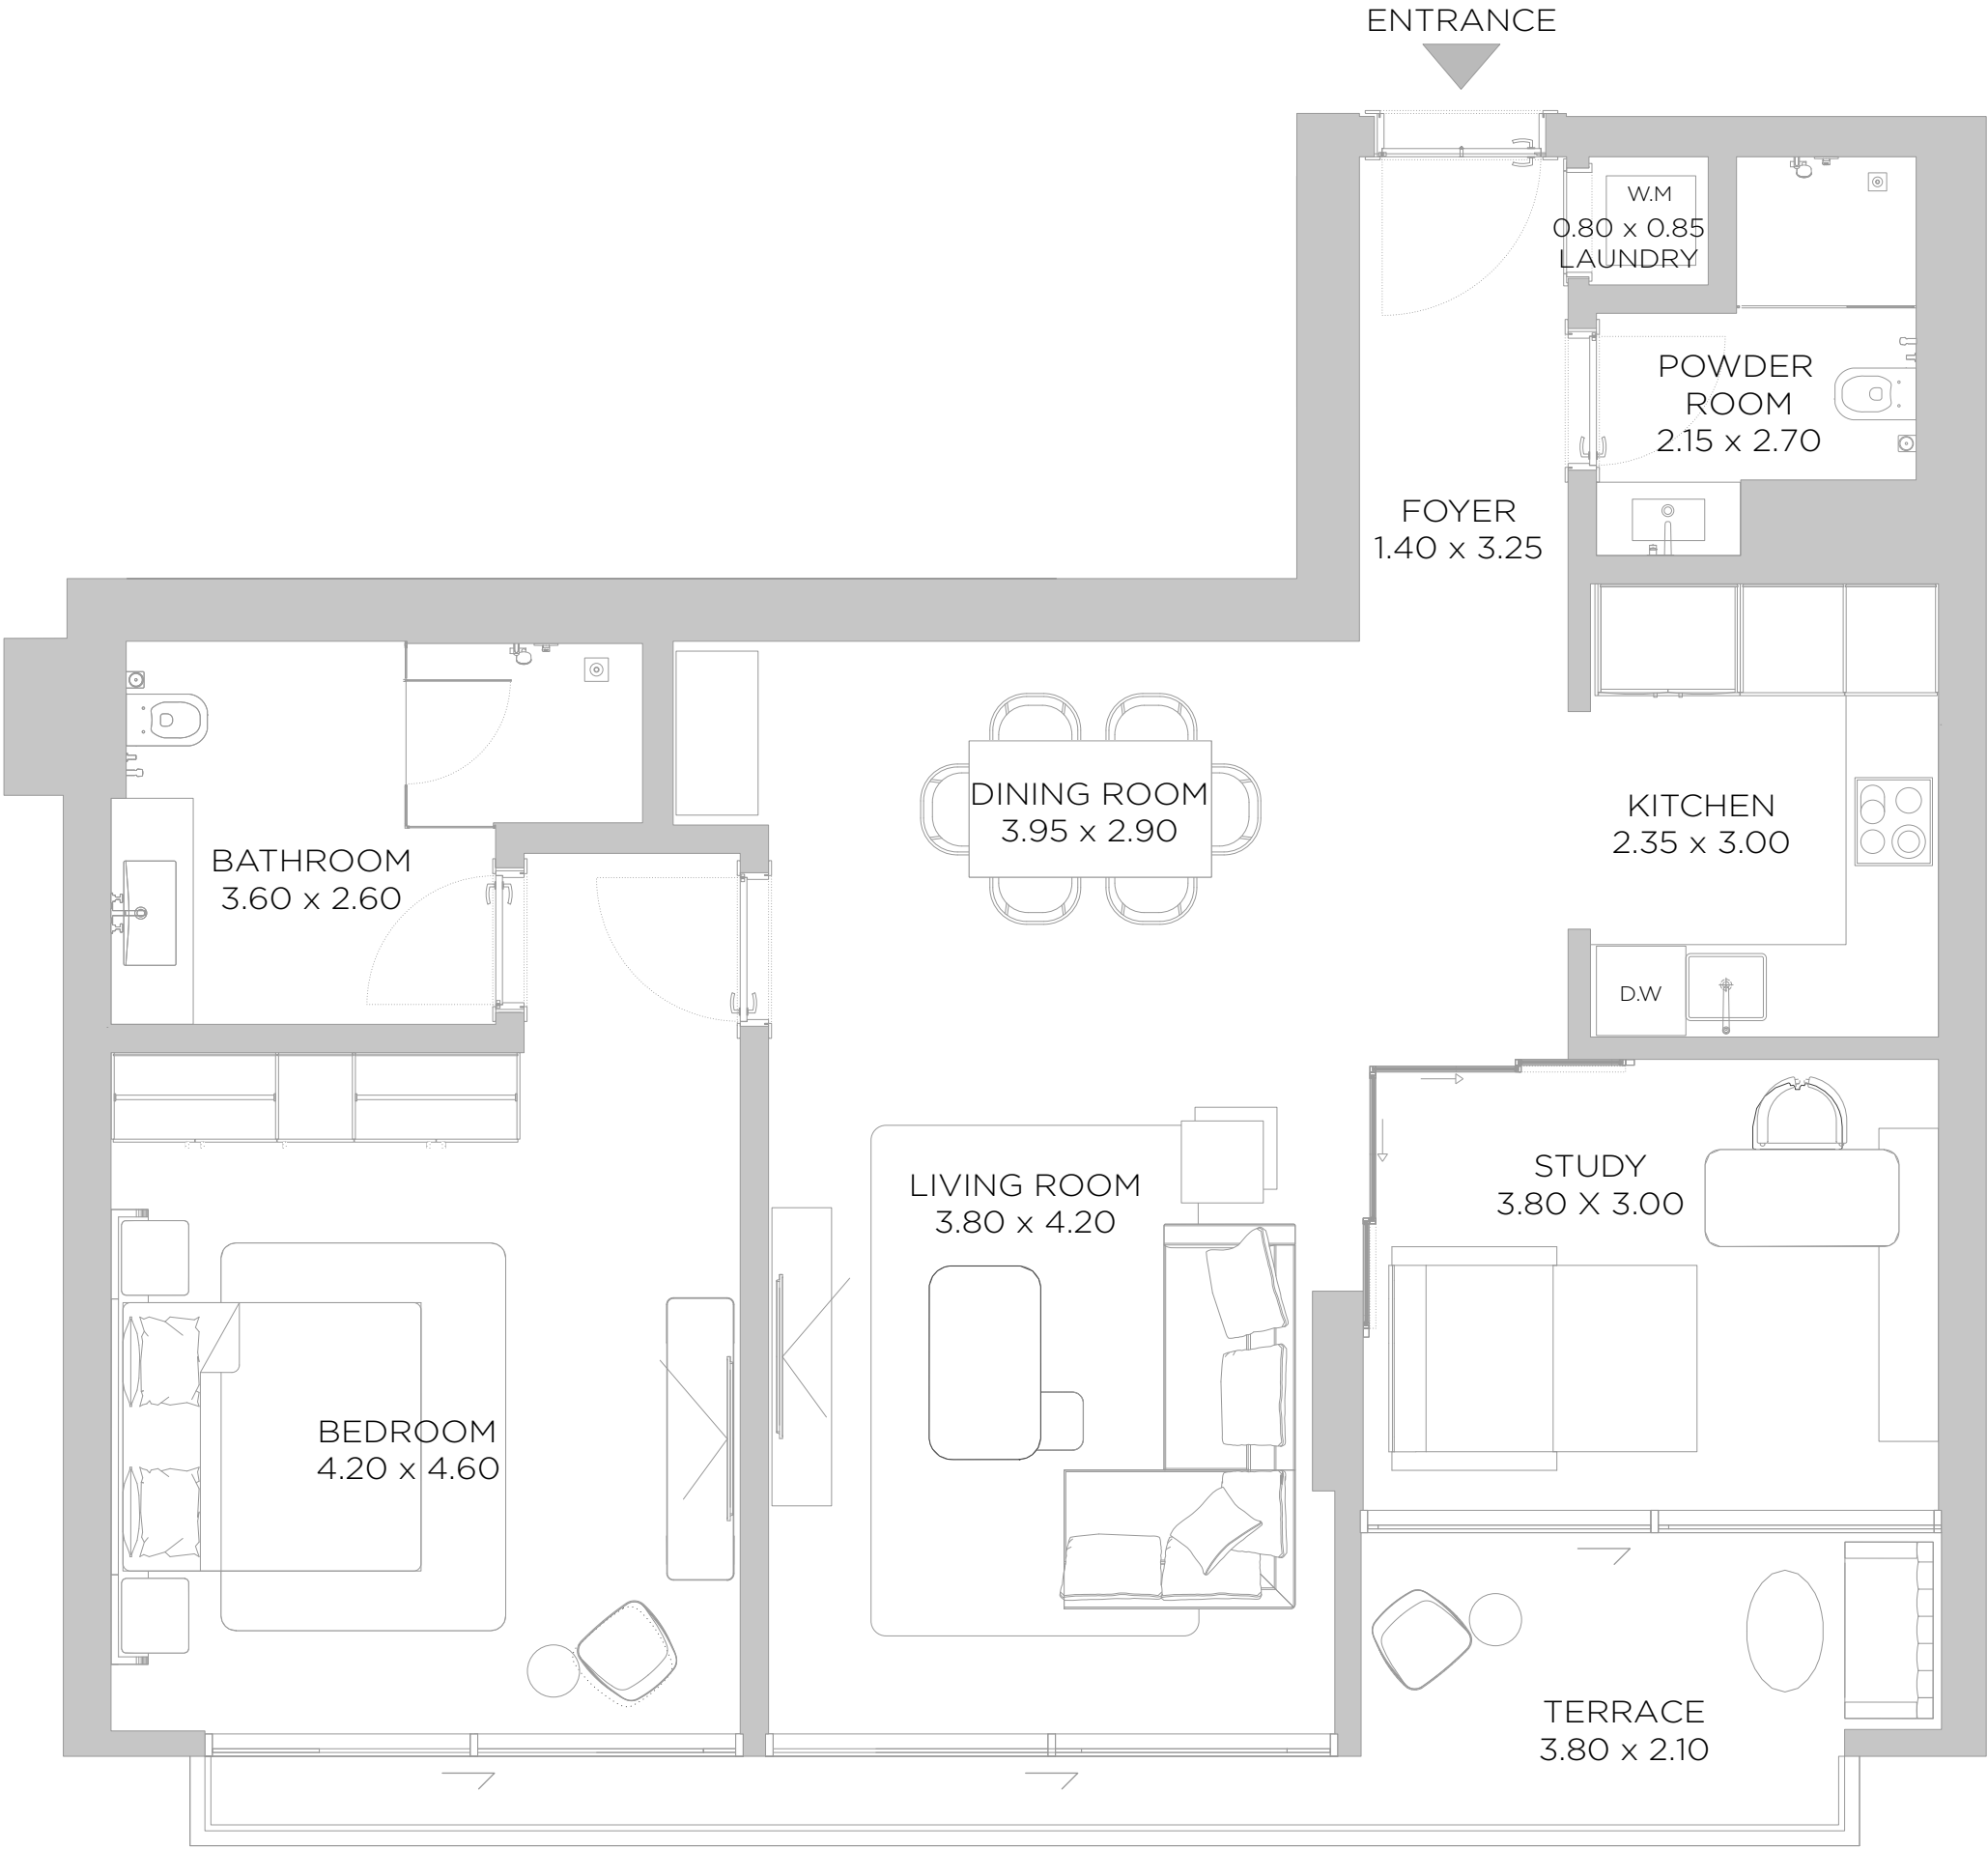 ENTRANCE
W.M
0.80 x 0.85
LAUNDRY
POWDER
ROOM
2.15 x 2.70
FOYER
1.40 x 3.25
DINING ROOM
3.95 x 2.90
KITCHEN
2.35 x 3.00
BATHROOM
3.60 x 2.60
D.W
LIVING ROOM
3.80 x 4.20
STUDY
3.80 X 3.00
BEDROOM
4.20 x 4.60
TERRACE
3.80 x 2.10